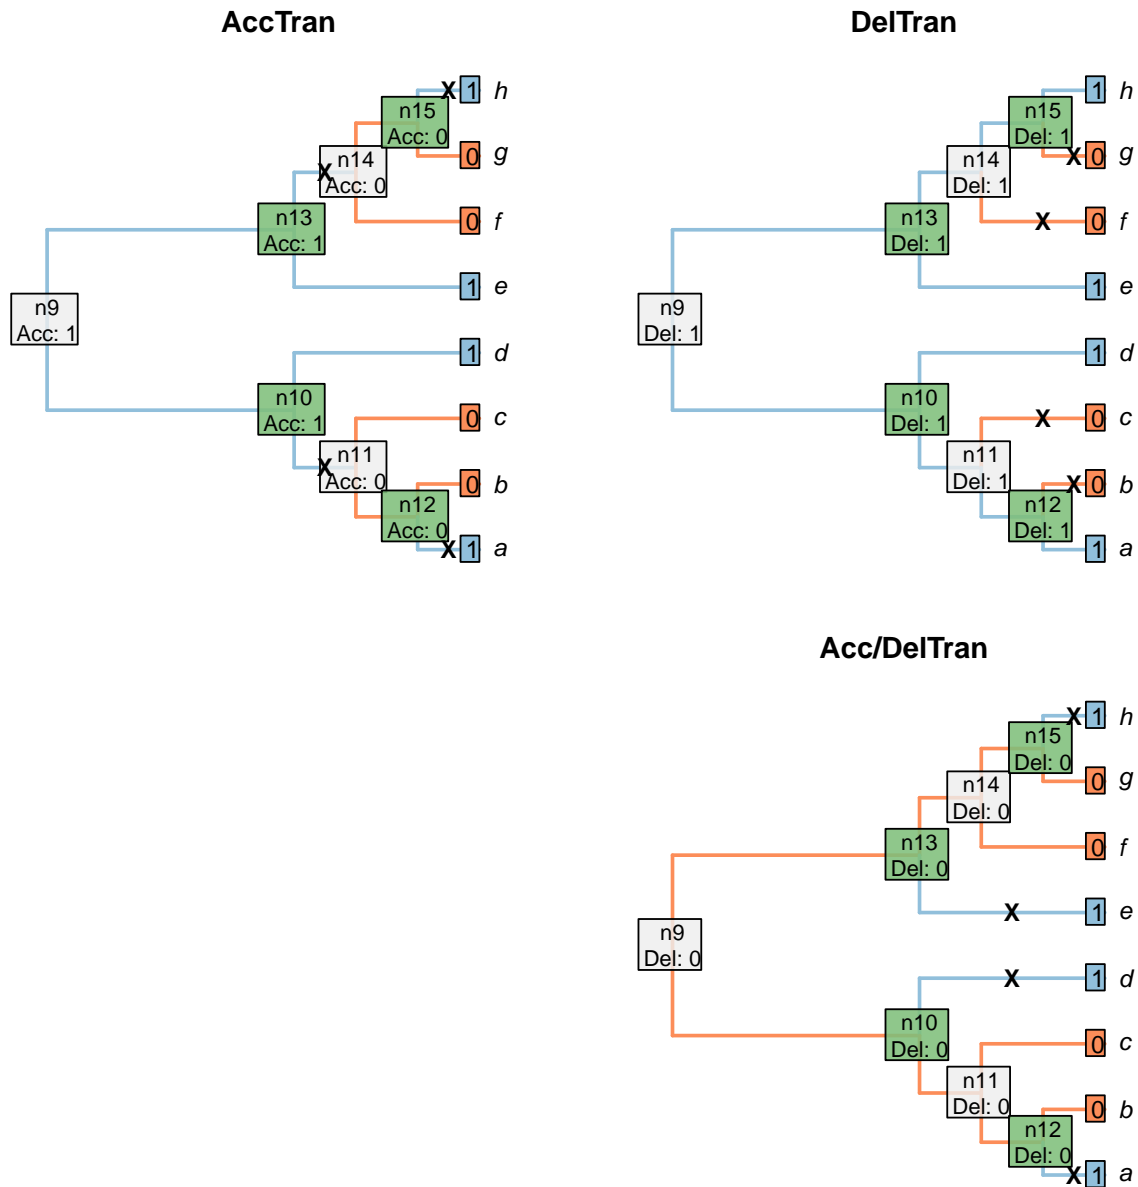 AccTran
X 1 h
n15
Acc: 0
0 g
X n14
Acc: 0
0 f
n13
Acc: 1
1 e
n9
Acc: 1
1 d
n10
Acc: 1
0 c
X n11
Acc: 0
0 b
n12
Acc: 0
X 1 a
DelTran
1 h
n15
Del: 1
X 0 g
n14
Del: 1
X 0 f
n13
Del: 1
1 e
n9
Del: 1
1 d
n10
Del: 1
X 0 c
n11
Del: 1
X 0 b
n12
Del: 1
1 a
Acc/DelTran
X 1 h
n15
Del: 0
0 g
n14
Del: 0
0 f
n13
Del: 0
X 1 e
n9
Del: 0
X 1 d
n10
Del: 0
0 c
n11
Del: 0
0 b
n12
Del: 0
X 1 a